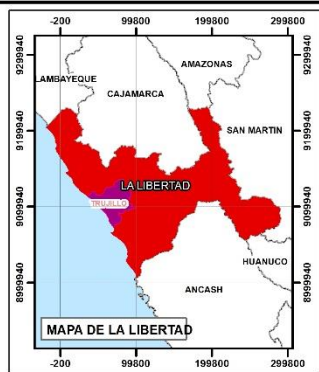 -200 99800 199800 299800
9299940
9299940
AMAZONAS
LAMBAYEQUE
CAJAMARCA
9199940
9199940
SAN MARTIN
LA LIBERTAD
TRUJILLO
9099940
9099940
HUANUCO
8999940
8999940
ANCASH
MAPA DE LA LIBERTAD
-200 99800 199800 299800